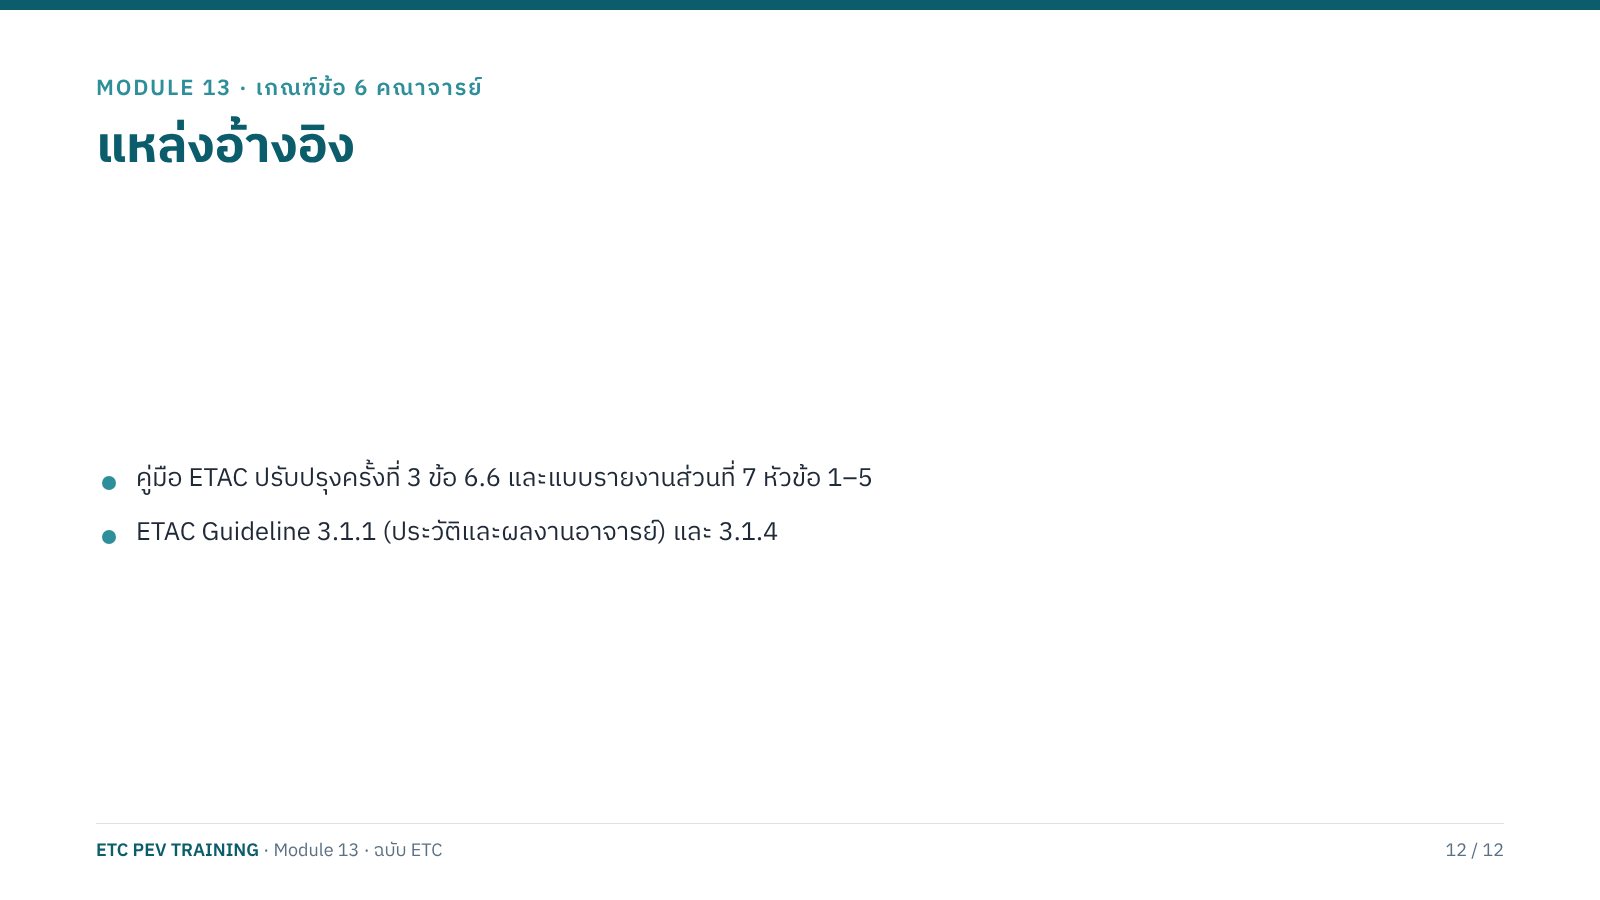 MODULE 13 · เกณฑ์ข้อ 6 คณาจารย์
แหล่งอ้างอิง
คู่มือ ETAC ปรับปรุงครั้งที่ 3 ข้อ 6.6 และแบบรายงานส่วนที่ 7 หัวข้อ 1–5
ETAC Guideline 3.1.1 (ประวัติและผลงานอาจารย์) และ 3.1.4
ETC PEV TRAINING · Module 13 · ฉบับ ETC
12 / 12